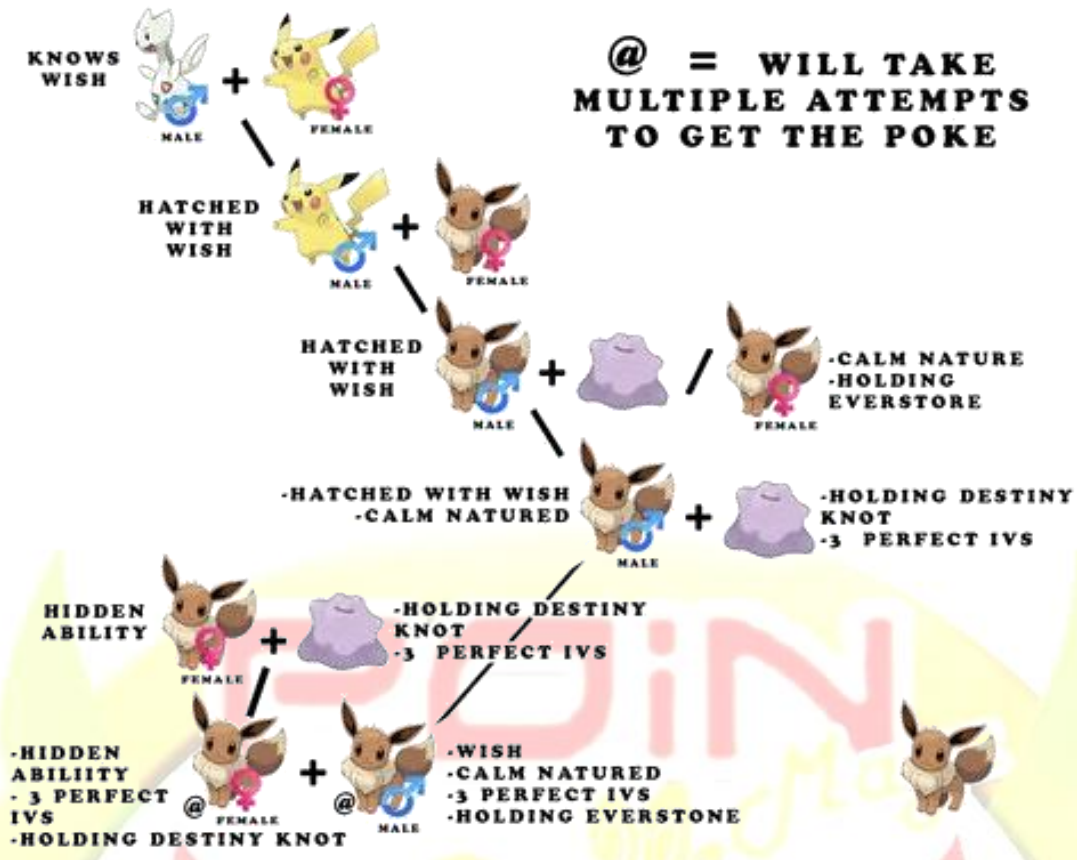 KNOWS
WISH
+
MALE
FEMALE
@ = WILL TAKE
MULTIPLE ATTEMPTS
TO GET THE POKE
HATCHED
WITH
WISH
+
MALE
FEMALE
HATCHED
WITH
WISH
+
/
MALE
FEMALE
-CALM NATURE
-HOLDING
EVERSTORE
-HATCHED WITH WISH
-CALM NATURED
+
MALE
-HOLDING DESTINY
KNOT
-3 PERFECT IVS
HIDDEN
ABILITY
+
FEMALE
-HOLDING DESTINY
KNOT
-3 PERFECT IVS
-HIDDEN
ABILIITY
- 3 PERFECT
IVS
-HOLDING DESTINY KNOT
@
FEMALE
+
@
MALE
-WISH
-CALM NATURED
-3 PERFECT IVS
-HOLDING EVERSTONE
POiN